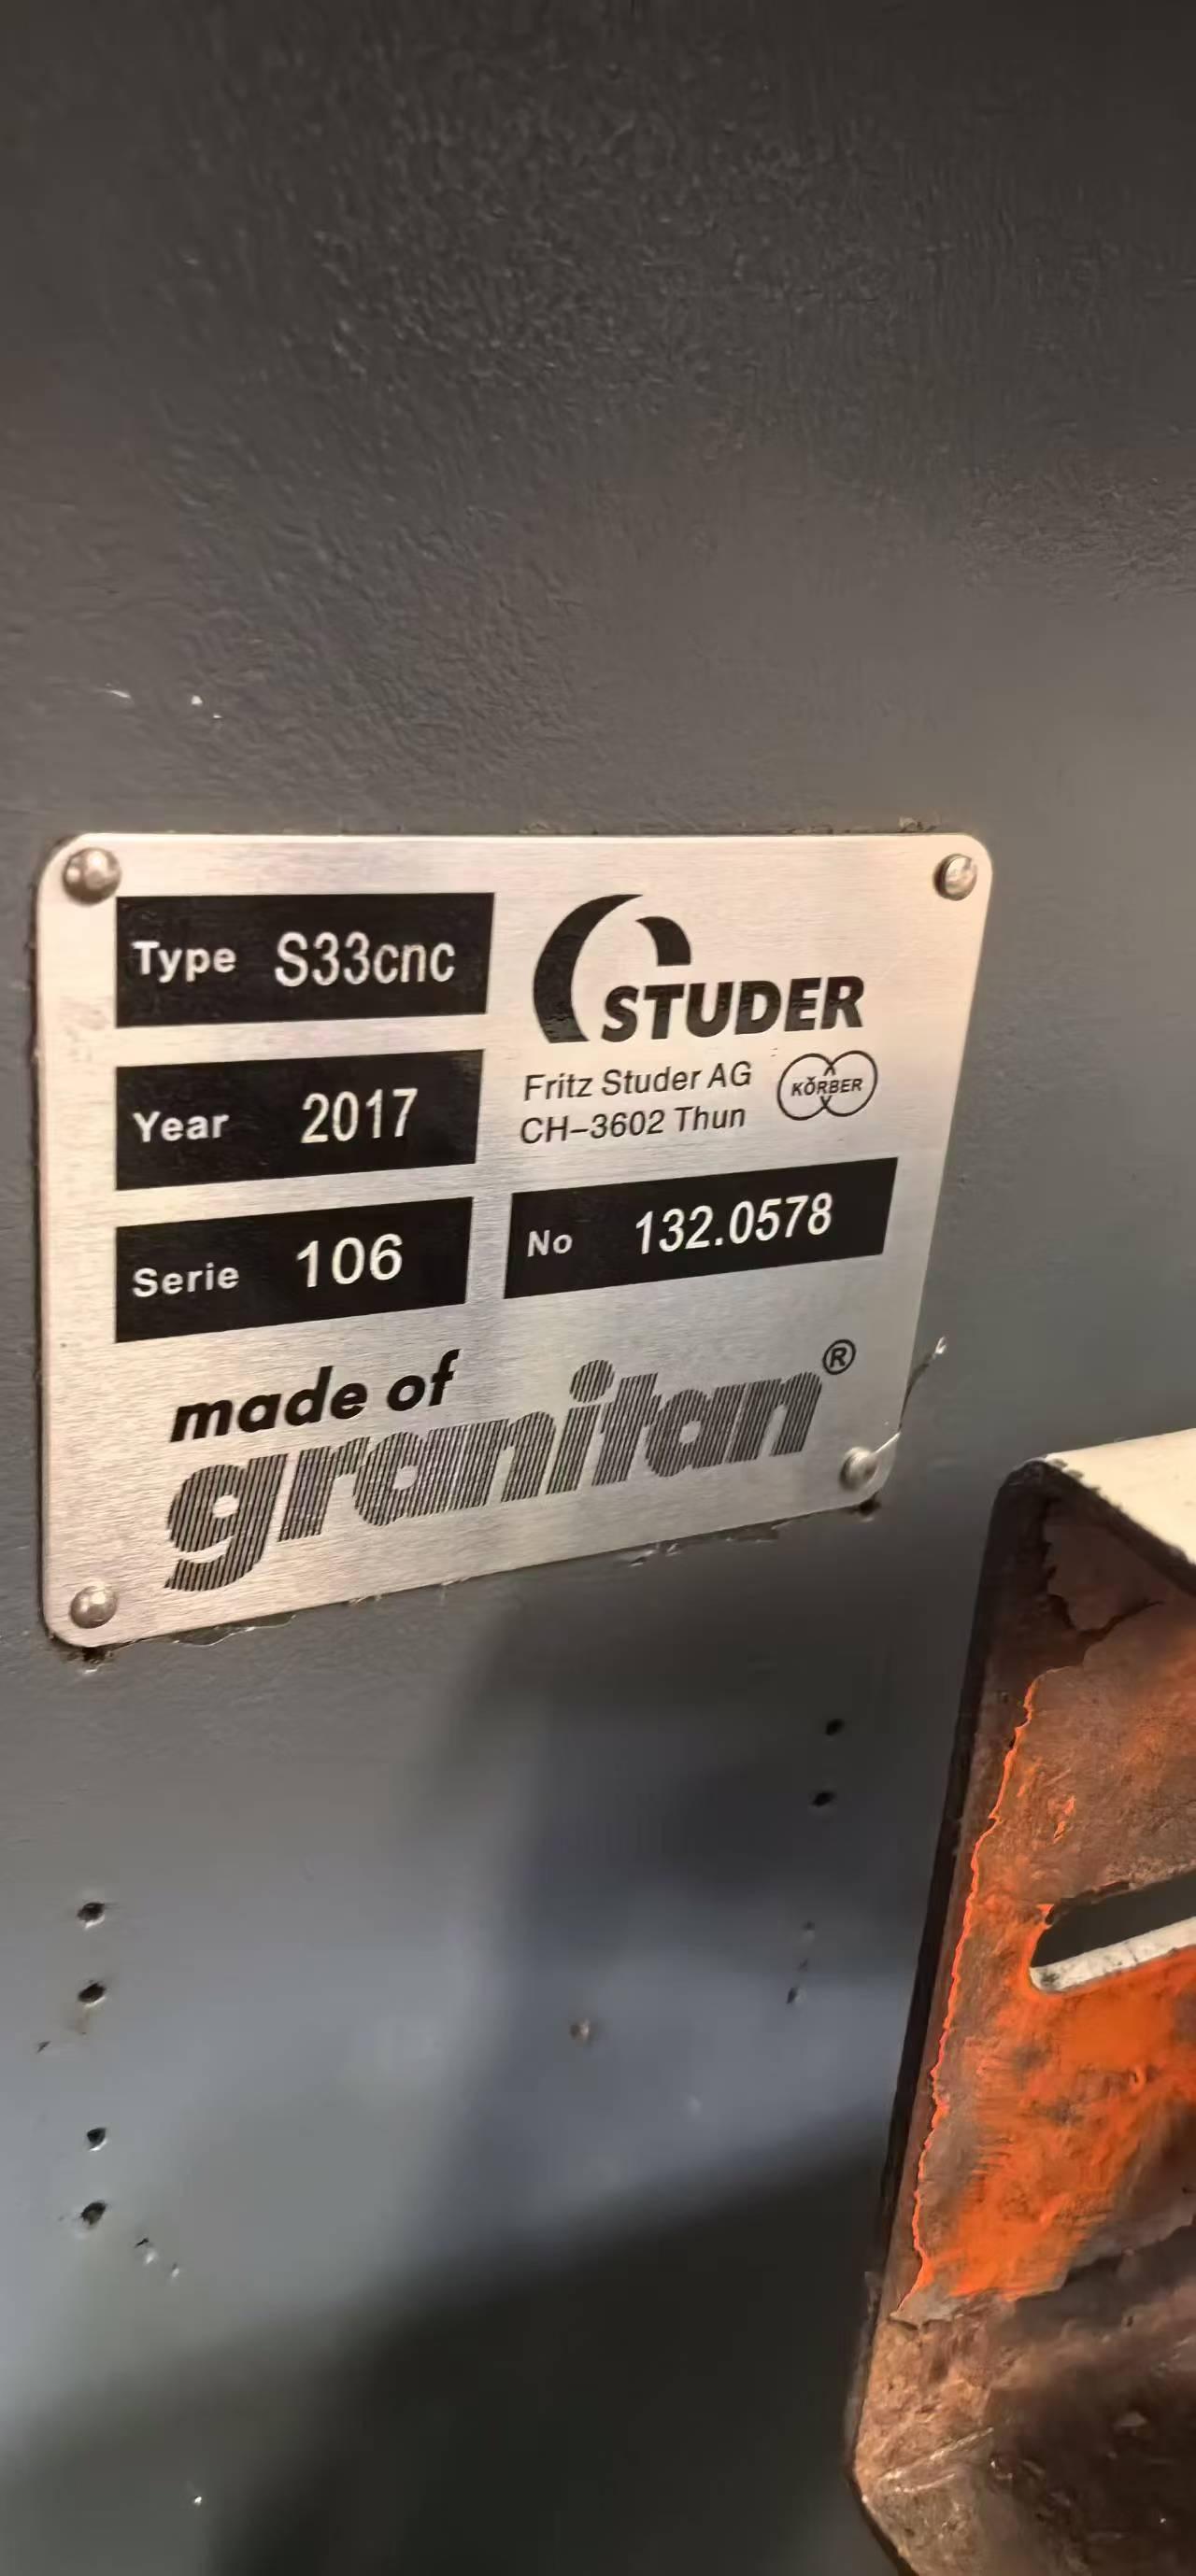 Type S33cnc
STUDER
Year 2017
Fritz Studer AG
CH-3602 Thun
KÖRBER
Serie 106
No 132.0578
made of
granitan®